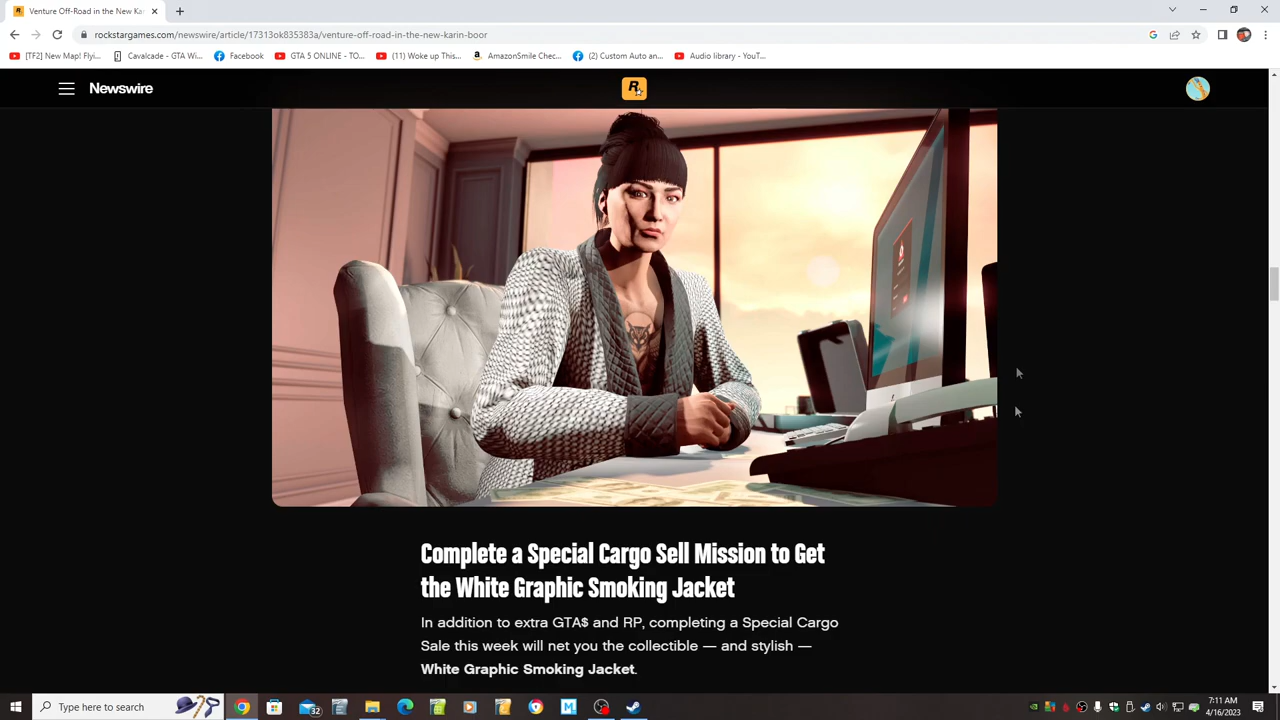 Venture Off-Road in the New Kar
rockstargames.com/newswire/article/17313ok835383a/venture-off-road-in-the-new-karin-boor
[TF2] New Map! Flyi...
Cavalcade - GTA Wi...
Facebook
GTA 5 ONLINE - TO...
(11) Woke up This...
AmazonSmile Chec...
(2) Custom Auto an...
Audio library - YouT...
Newswire
Complete a Special Cargo Sell Mission to Get
the White Graphic Smoking Jacket
In addition to extra GTA$ and RP, completing a Special Cargo
Sale this week will net you the collectible — and stylish —
White Graphic Smoking Jacket.
Type here to search
32
7:11 AM
4/16/2023